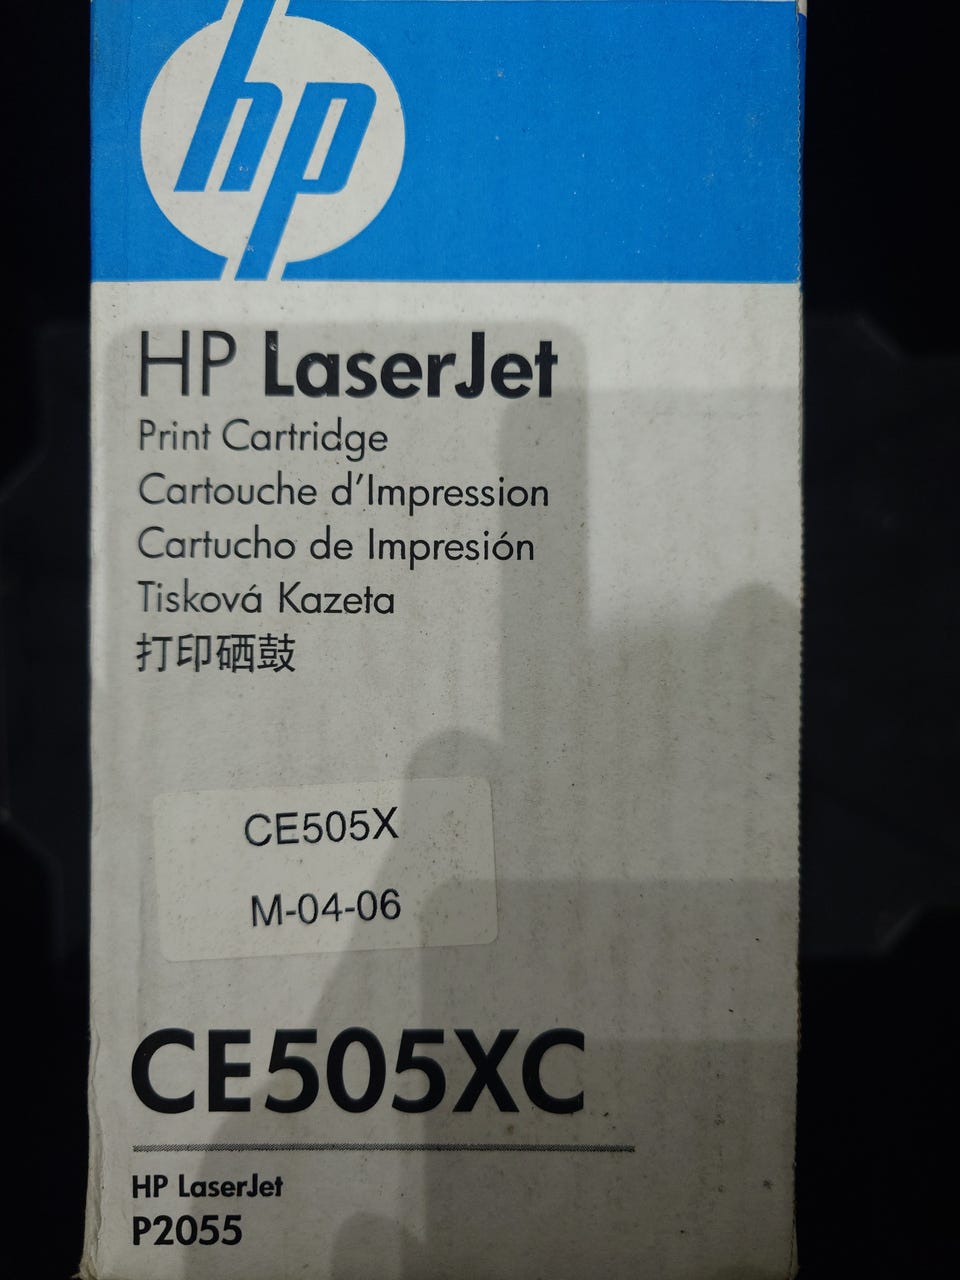 hp
HP LaserJet
Print Cartridge
Cartouche d'Impression
Cartucho de Impresión
Tisková Kazeta
打印硒鼓
CE505X
M-04-06
CE505XC
HP LaserJet
P2055